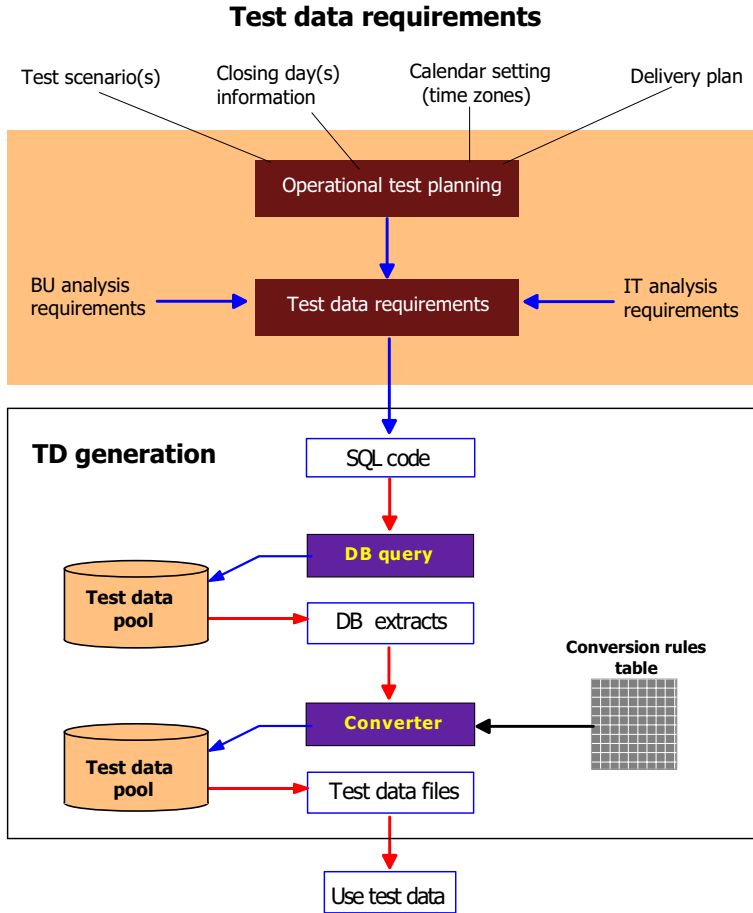 Test data requirements
Test scenario(s)
Closing day(s)
information
Calendar setting
(time zones)
Delivery plan
Operational test planning
BU analysis
requirements
Test data requirements
IT analysis
requirements
TD generation
SQL code
DB query
Test data
pool
DB extracts
Conversion rules
table
Converter
Test data
pool
Test data files
Use test data